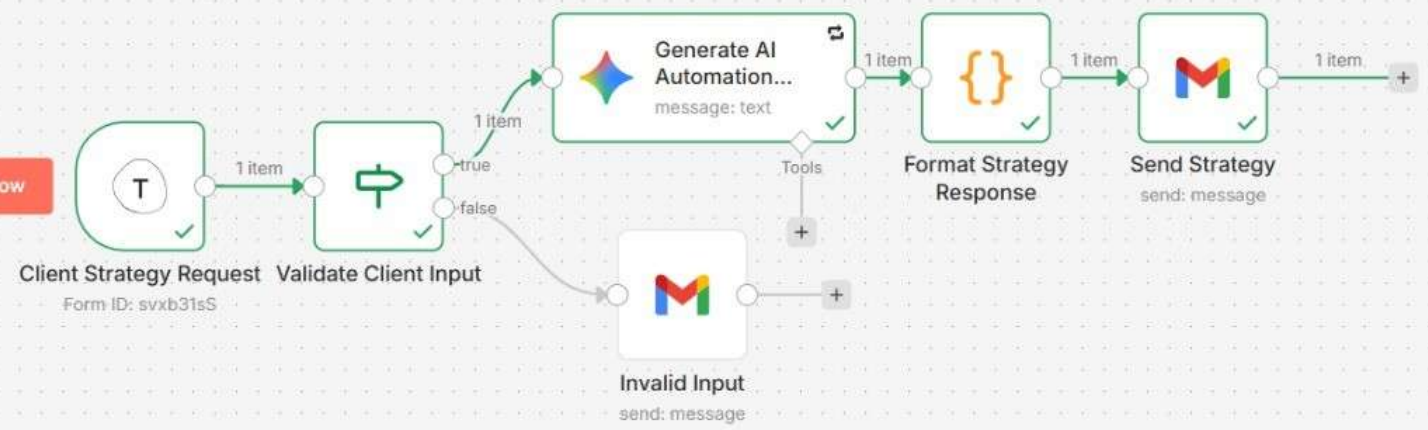 ow
T
Client Strategy Request
Form ID: svxb31sS
1 item
Validate Client Input
true
false
1 item
Generate AI
Automation...
message: text
Tools
+
1 item
Format Strategy
Response
1 item
Send Strategy
send: message
1 item
+
Invalid Input
send: message
+